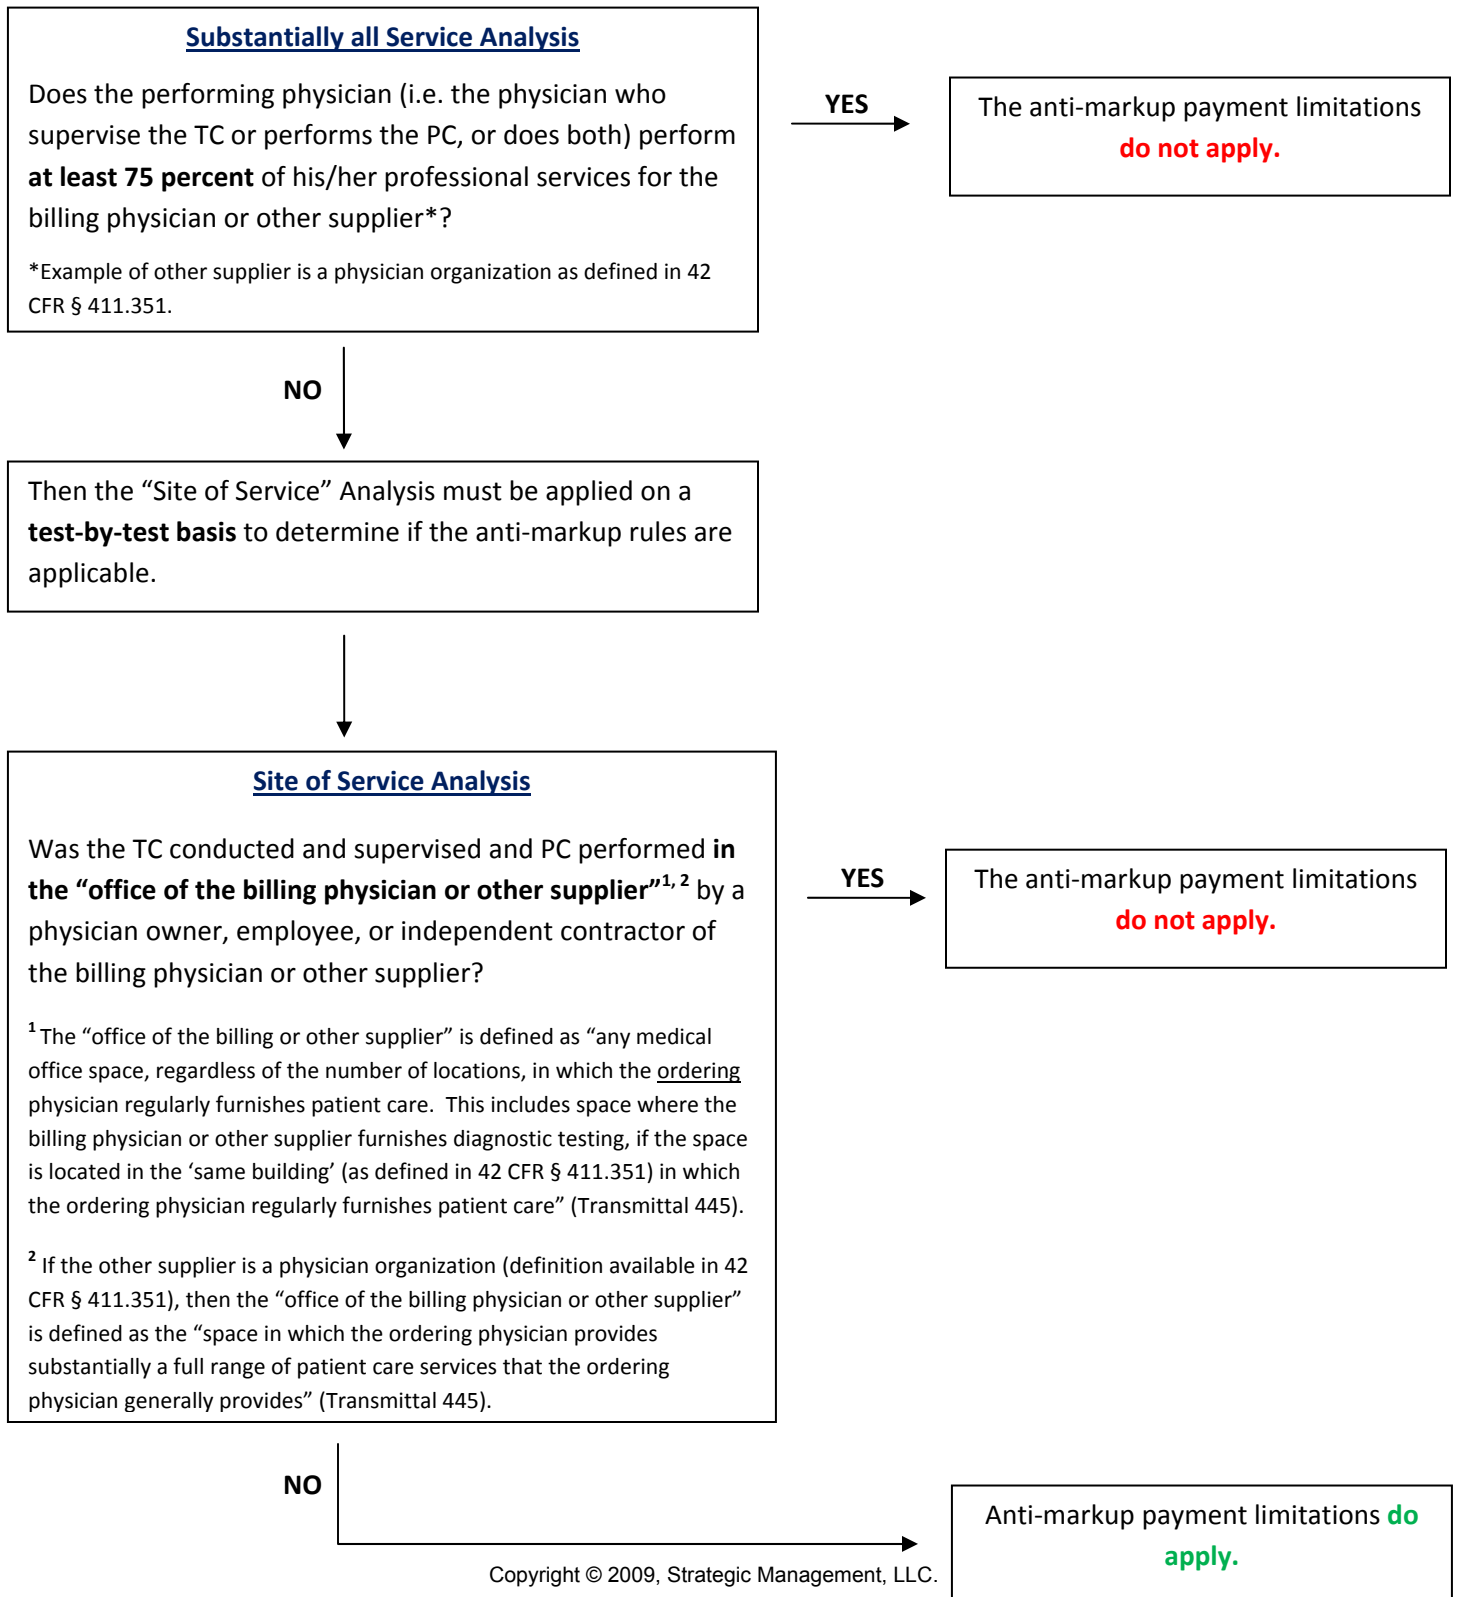 Substantially all Service Analysis
Does the performing physician (i.e. the physician who
supervise the TC or performs the PC, or does both) perform
at least 75 percent of his/her professional services for the
billing physician or other supplier*?
*Example of other supplier is a physician organization as defined in 42
CFR § 411.351.
YES
The anti-markup payment limitations
do not apply.
NO
Then the “Site of Service” Analysis must be applied on a
test-by-test basis to determine if the anti-markup rules are
applicable.
Site of Service Analysis
Was the TC conducted and supervised and PC performed in
the “office of the billing physician or other supplier”1, 2 by a
physician owner, employee, or independent contractor of
the billing physician or other supplier?
1 The “office of the billing or other supplier” is defined as “any medical
office space, regardless of the number of locations, in which the ordering
physician regularly furnishes patient care.  This includes space where the
billing physician or other supplier furnishes diagnostic testing, if the space
is located in the ‘same building’ (as defined in 42 CFR § 411.351) in which
the ordering physician regularly furnishes patient care” (Transmittal 445).
2 If the other supplier is a physician organization (definition available in 42
CFR § 411.351), then the “office of the billing physician or other supplier”
is defined as the “space in which the ordering physician provides
substantially a full range of patient care services that the ordering
physician generally provides” (Transmittal 445).
YES
The anti-markup payment limitations
do not apply.
NO
Anti-markup payment limitations do
apply.
Copyright © 2009, Strategic Management, LLC.